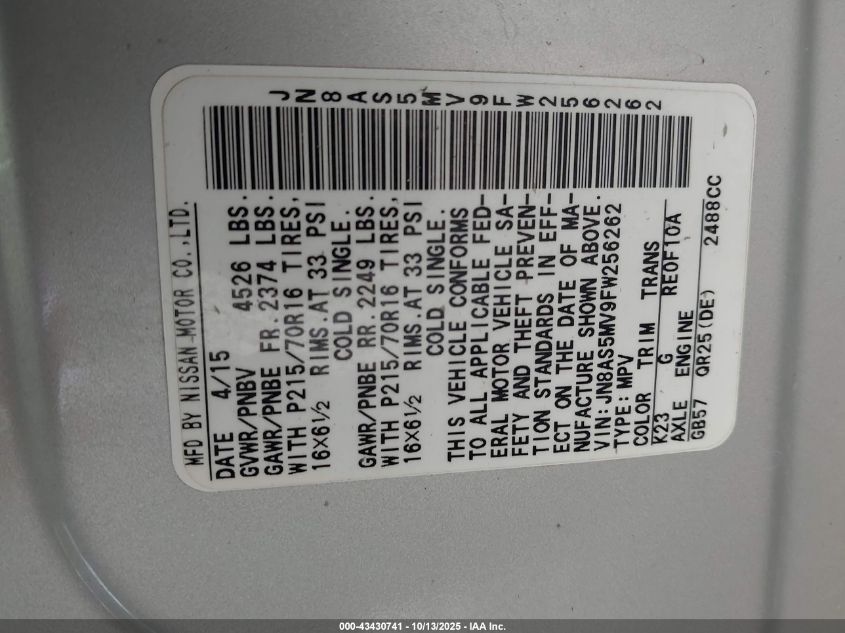 MFD BY NISSAN MOTOR CO.,LTD.
DATE 4/15
GVWR/PNBV 4526 LBS.
GAWR/PNBE FR.2374 LBS.
WITH P215/70R16 TIRES,
16X6 1/2 RIMS.AT 33 PSI
COLD SINGLE.
GAWR/PNBE RR.2249 LBS.
WITH P215/70R16 TIRES,
16X6 1/2 RIMS.AT 33 PSI
COLD SINGLE.
THIS VEHICLE CONFORMS
TO ALL APPLICABLE FED-
ERAL MOTOR VEHICLE SA-
FETY AND THEFT PREVEN-
TION STANDARDS IN EFF-
ECT ON THE DATE OF MA-
NUFACTURE SHOWN ABOVE.
VIN:JN8AS5MV9FW256262
TYPE:MPV
COLOR TRIM TRANS
K23 G RE0F10A
AXLE ENGINE
GB57 QR25(DE) 2488CC
JN8AS5MV9FW256262
000-43430741 - 10/13/2025 - IAA Inc.